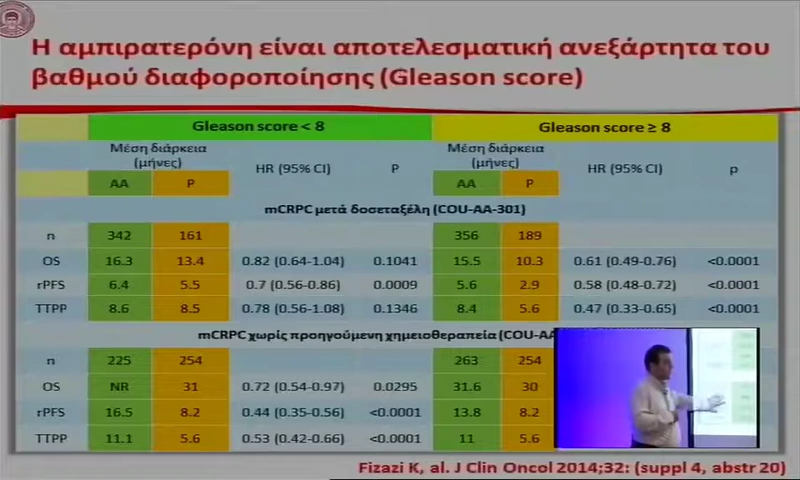 Η αμπιρατερόνη είναι αποτελεσματική ανεξάρτητα του
βαθμού διαφοροποίησης (Gleason score)
Gleason score < 8 Gleason score ≥ 8
Μέση διάρκεια (μήνες) HR (95% CI) P Μέση διάρκεια (μήνες) HR (95% CI) p
AA P AA P
mCRPC μετά δοσεταξέλη (COU-AA-301)
n 342 161 356 189
OS 16.3 13.4 0.82 (0.64-1.04) 0.1041 15.5 10.3 0.61 (0.49-0.76) <0.0001
rPFS 6.4 5.5 0.7 (0.56-0.86) 0.0009 5.6 2.9 0.58 (0.48-0.72) <0.0001
TTPP 8.6 8.5 0.78 (0.56-1.08) 0.1346 8.4 5.6 0.47 (0.33-0.65) <0.0001
mCRPC χωρίς προηγούμενη χημειοθεραπεία (COU-AA
n 225 254 263 254
OS NR 31 0.72 (0.54-0.97) 0.0295 31.6 30
rPFS 16.5 8.2 0.44 (0.35-0.56) <0.0001 13.8 8.2
TTPP 11.1 5.6 0.53 (0.42-0.66) <0.0001 11 5.6
Fizazi K, al. J Clin Oncol 2014;32: (suppl 4, abstr 20)